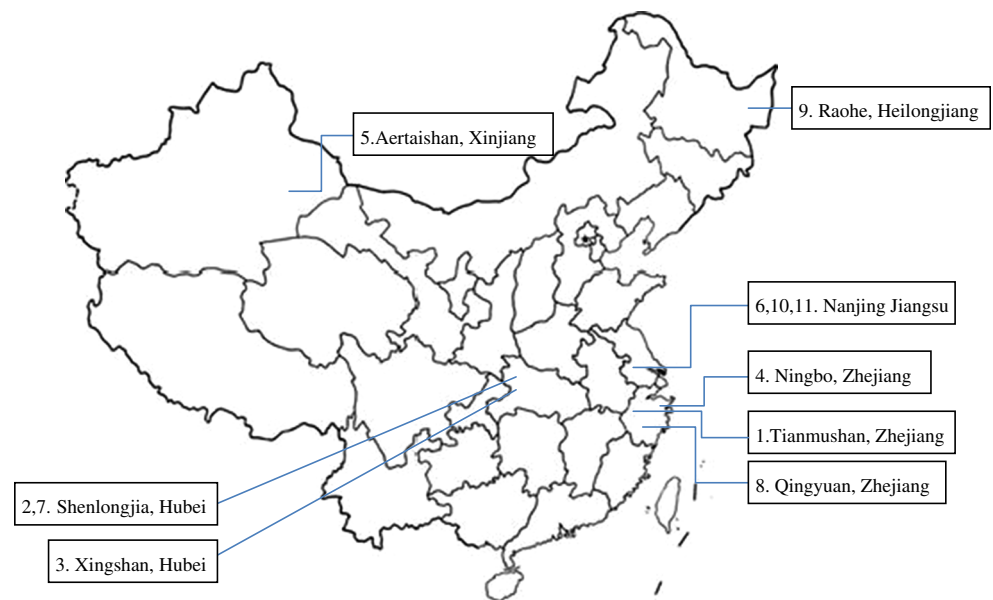 9. Raohe, Heilongjiang
5.Aertaishan, Xinjiang
6,10,11. Nanjing Jiangsu
4. Ningbo, Zhejiang
1.Tianmushan, Zhejiang
8. Qingyuan, Zhejiang
2,7. Shenlongjia, Hubei
3. Xingshan, Hubei